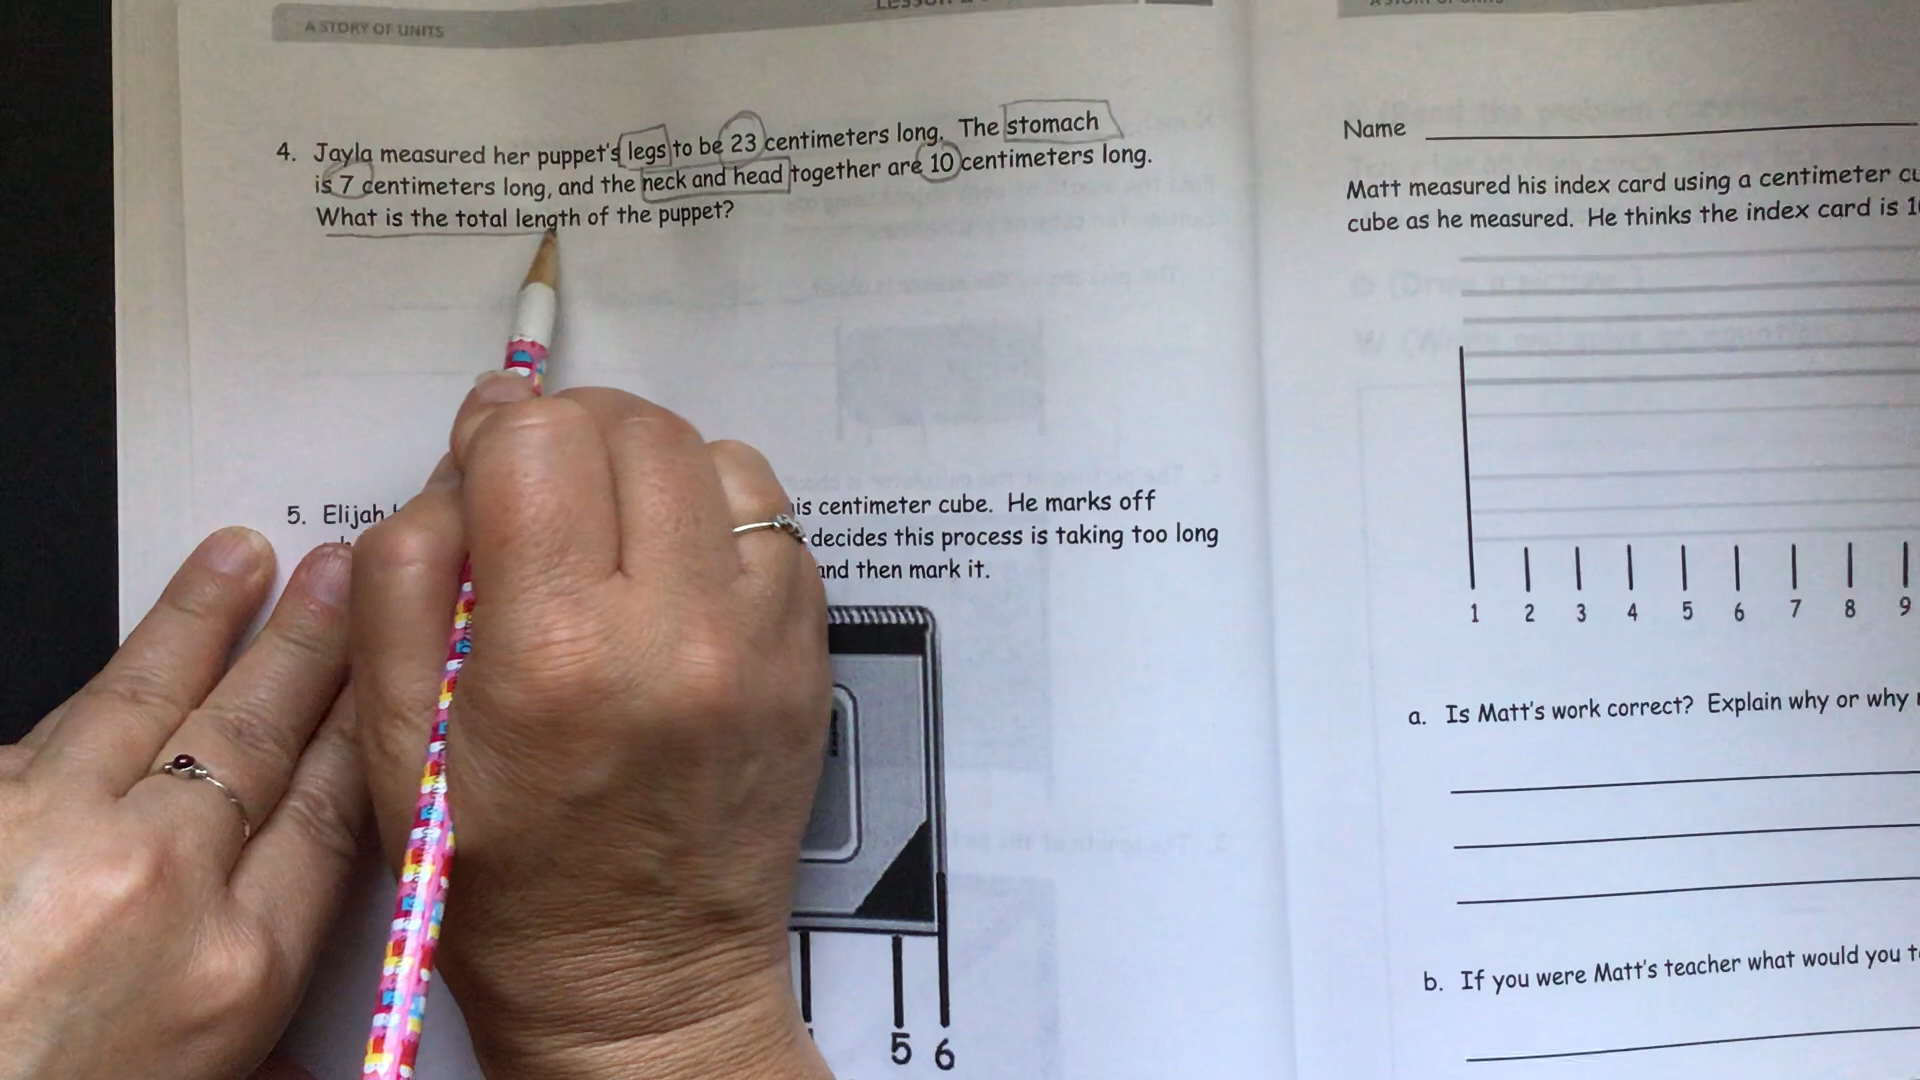 A STORY OF UNITS
4. Jayla measured her puppet's legs to be 23 centimeters long. The stomach
is 7 centimeters long, and the neck and head together are 10 centimeters long.
What is the total length of the puppet?
5. Elijah
is centimeter cube. He marks off
decides this process is taking too long
and then mark it.
5 6
Name
Matt measured his index card using a centimeter
cube as he measured. He thinks the index card is
1 2 3 4 5 6 7 8 9
a. Is Matt's work correct? Explain why or why
b. If you were Matt's teacher what would you